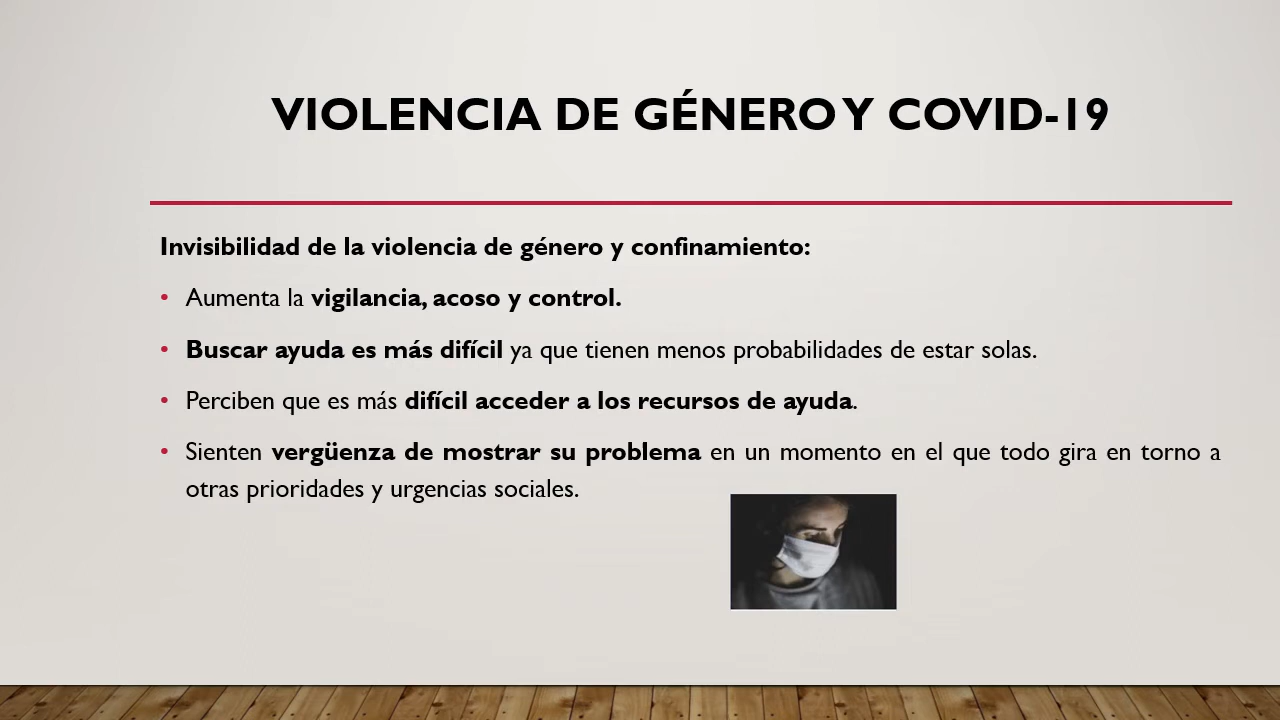 VIOLENCIA DE GÉNERO Y COVID-19
Invisibilidad de la violencia de género y confinamiento:
• Aumenta la vigilancia, acoso y control.
• Buscar ayuda es más difícil ya que tienen menos probabilidades de estar solas.
• Perciben que es más difícil acceder a los recursos de ayuda.
• Sienten vergüenza de mostrar su problema en un momento en el que todo gira en torno a
otras prioridades y urgencias sociales.